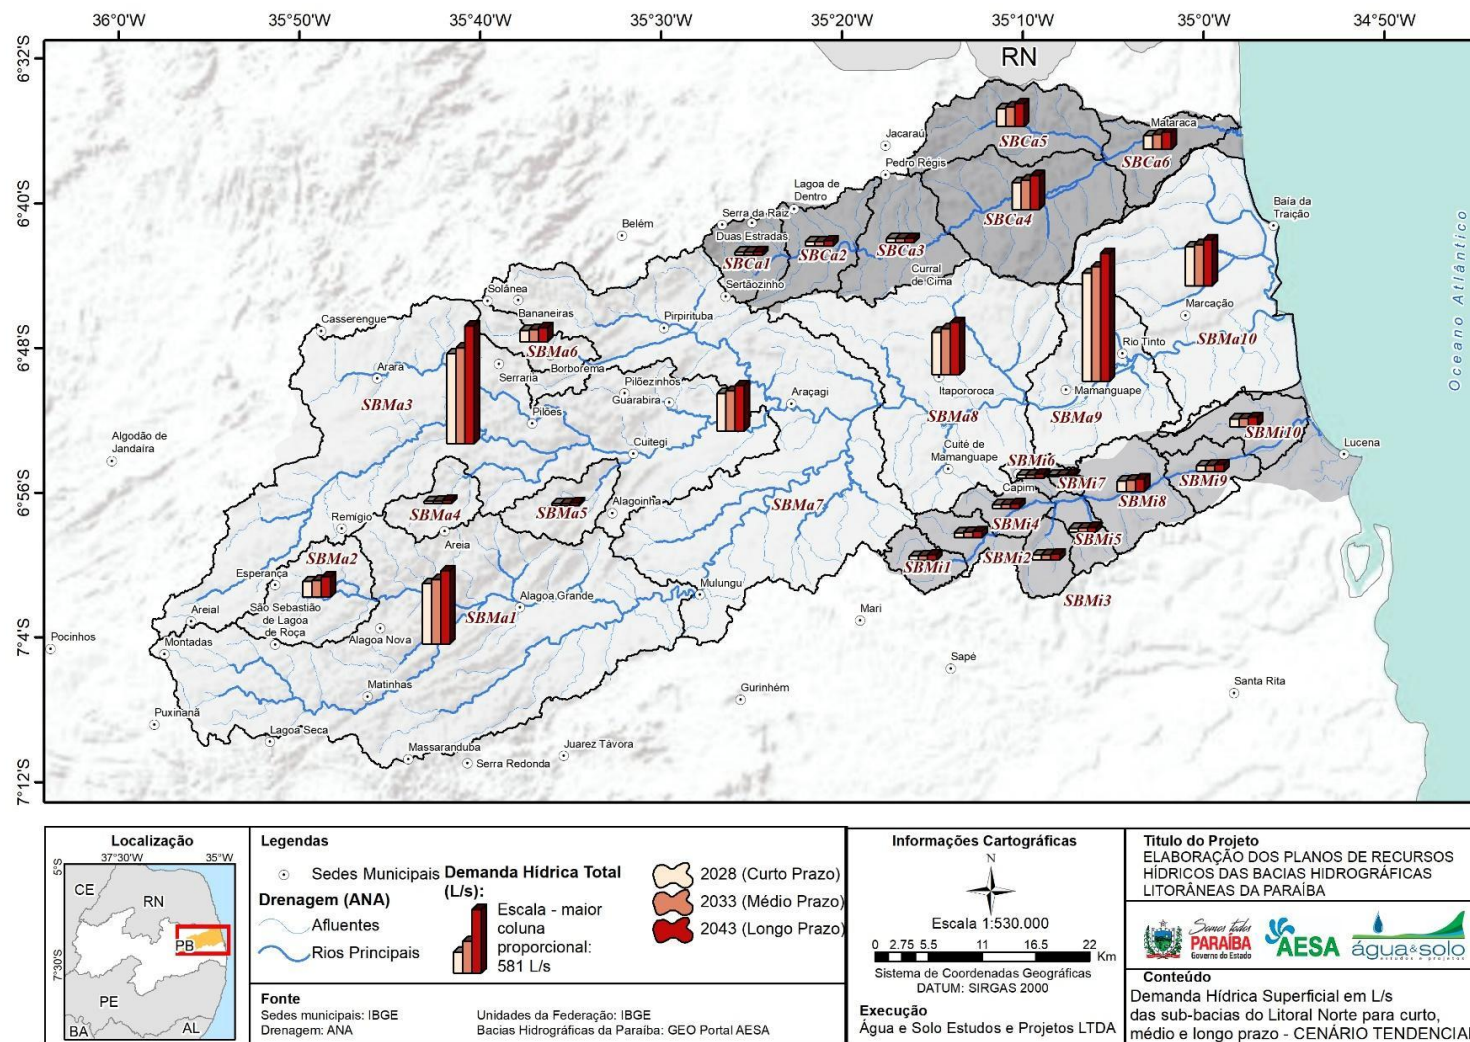 36°0'W 35°50'W 35°40'W 35°30'W 35°20'W 35°10'W 35°0'W 34°50'W
6°32'S
6°40'S
6°48'S
6°56'S
7°4'S
7°12'S
RN
Jacaraú
SBCa5
Mataraca
SBCa6
Pedro Régis
Lagoa de
Dentro
Serra da Raiz
Duas Estradas
SBCa1
SBCa2
SBCa3
SBCa4
Curral
de Cima
Belém
Baía da
Traição
Oceano Atlântico
Sertãozinho
Solânea
Bananeiras
Casserengue
Pirpirituba
Marcação
SBMa10
Rio Tinto
SBMa6
Borborema
Serraria
Arara
SBMa3
Pilõezinhos
Guarabira
Araçagi
Itapororoca
SBMa8
Mamanguape
SBMa9
Pilões
Cuitegi
Algodão de
Jandaíra
Cuité de
Mamanguape
SBMi10
Lucena
SBMi6
Capim
SBMi7
SBMi9
SBMi8
SBMa4
SBMa5
Alagoinha
SBMa7
SBMi4
SBMi5
Remígio
Areia
SBMi1
SBMi2
SBMi3
SBMa2
Esperança
São Sebastião
de Lagoa
de Roça
Areial
Montadas
Pocinhos
SBMa1
Alagoa Grande
Alagoa Nova
Mulungu
Mari
Sapé
Santa Rita
Matinhas
Gurinhém
Puxinanã
Lagoa Seca
Massaranduba
Serra Redonda
Juarez Távora
Localização
37°30'W 35°W
5°S
7°30'S
CE
RN
PB
PE
BA
AL
Legendas
Sedes Municipais
Drenagem (ANA)
Afluentes
Rios Principais
Demanda Hídrica Total
(L/s):
Escala - maior
coluna
proporcional:
581 L/s
2028 (Curto Prazo)
2033 (Médio Prazo)
2043 (Longo Prazo)
Fonte
Sedes municipais: IBGE
Drenagem: ANA
Unidades da Federação: IBGE
Bacias Hidrográficas da Paraíba: GEO Portal AESA
Informações Cartográficas
N
Escala 1:530.000
0 2.75 5.5 11 16.5 22
Km
Sistema de Coordenadas Geográficas
DATUM: SIRGAS 2000
Execução
Água e Solo Estudos e Projetos LTDA
Titulo do Projeto
ELABORAÇÃO DOS PLANOS DE RECURSOS
HÍDRICOS DAS BACIAS HIDROGRÁFICAS
LITORÂNEAS DA PARAÍBA
Somos todos
PARAÍBA
Governo do Estado
AESA
água&solo
estudos e projetos
Conteúdo
Demanda Hídrica Superficial em L/s
das sub-bacias do Litoral Norte para curto,
médio e longo prazo - CENÁRIO TENDENCIAL